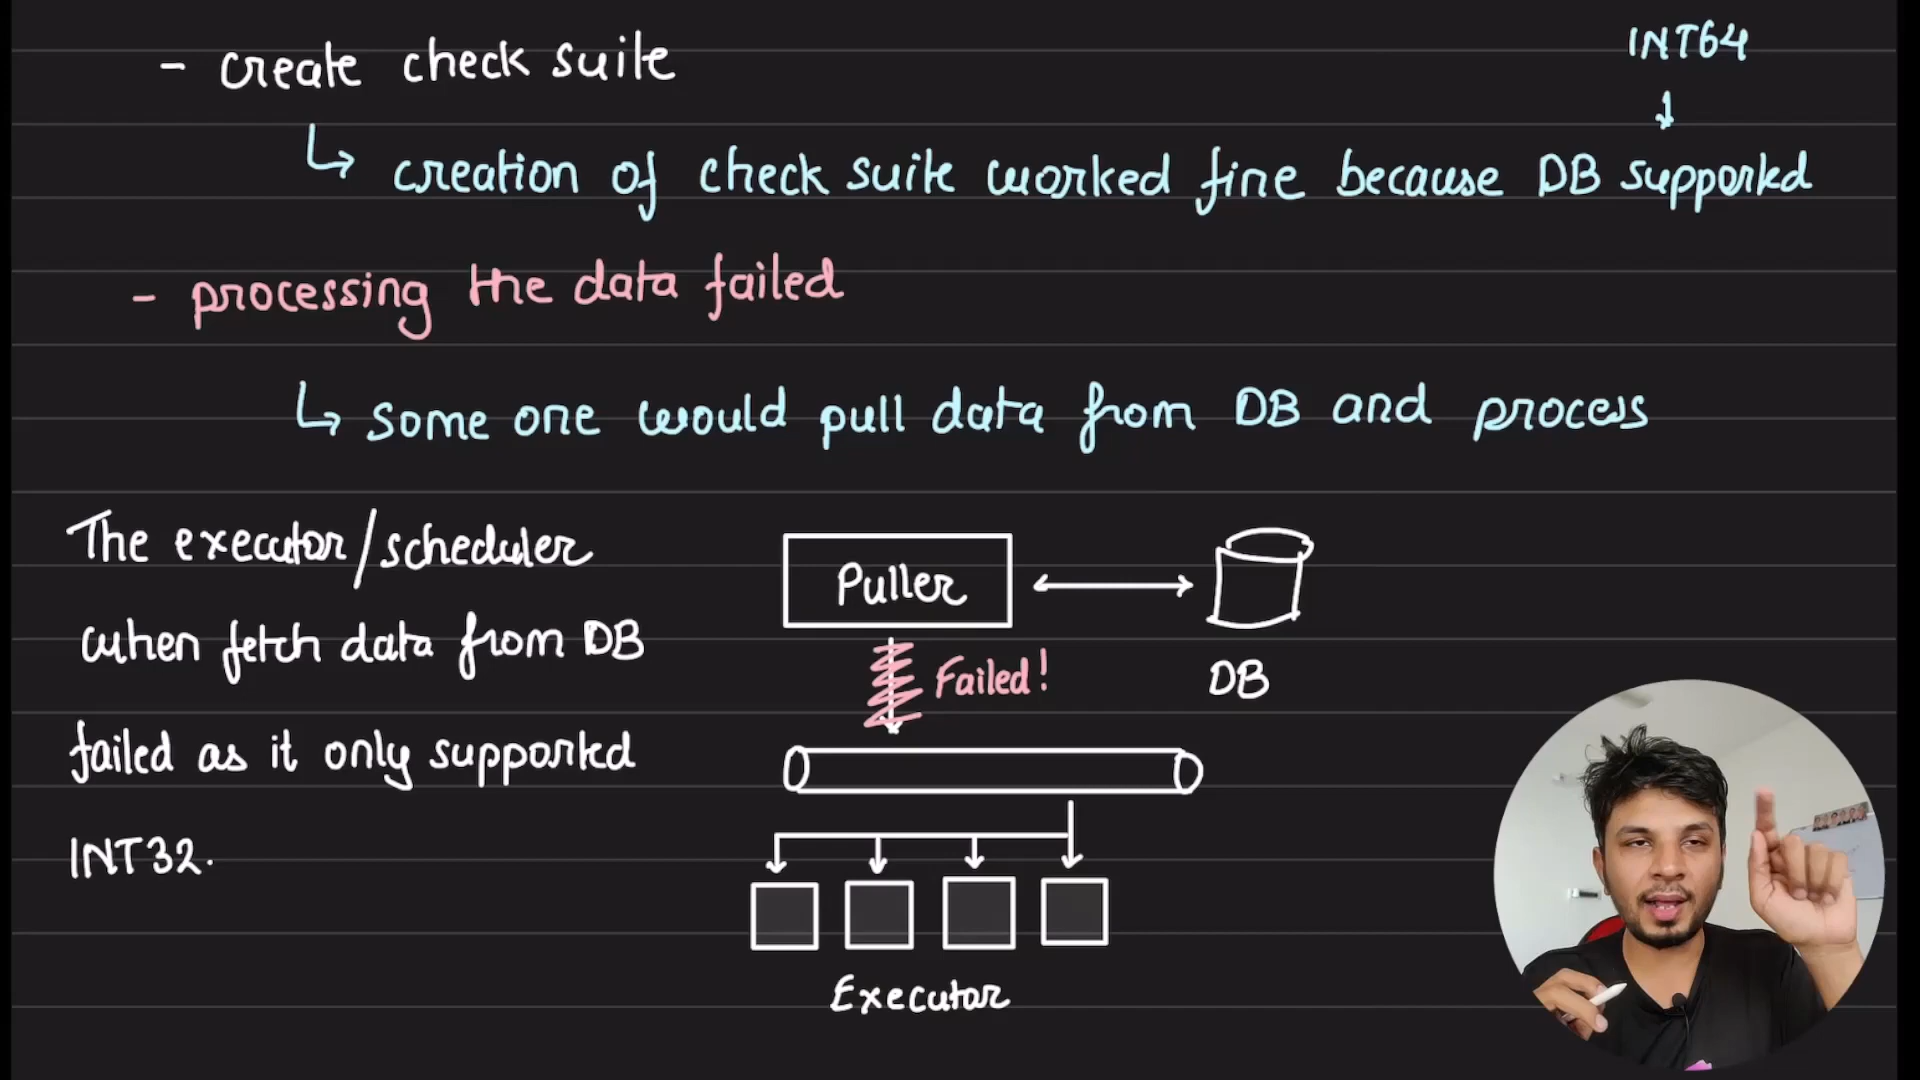 - create check suite
INT64
↳ creation of check suite worked fine because DB supported
- processing the data failed
↳ some one would pull data from DB and process
The executor/scheduler
when fetch data from DB
failed as it only supported
INT32.
Puller
Failed!
DB
Executor